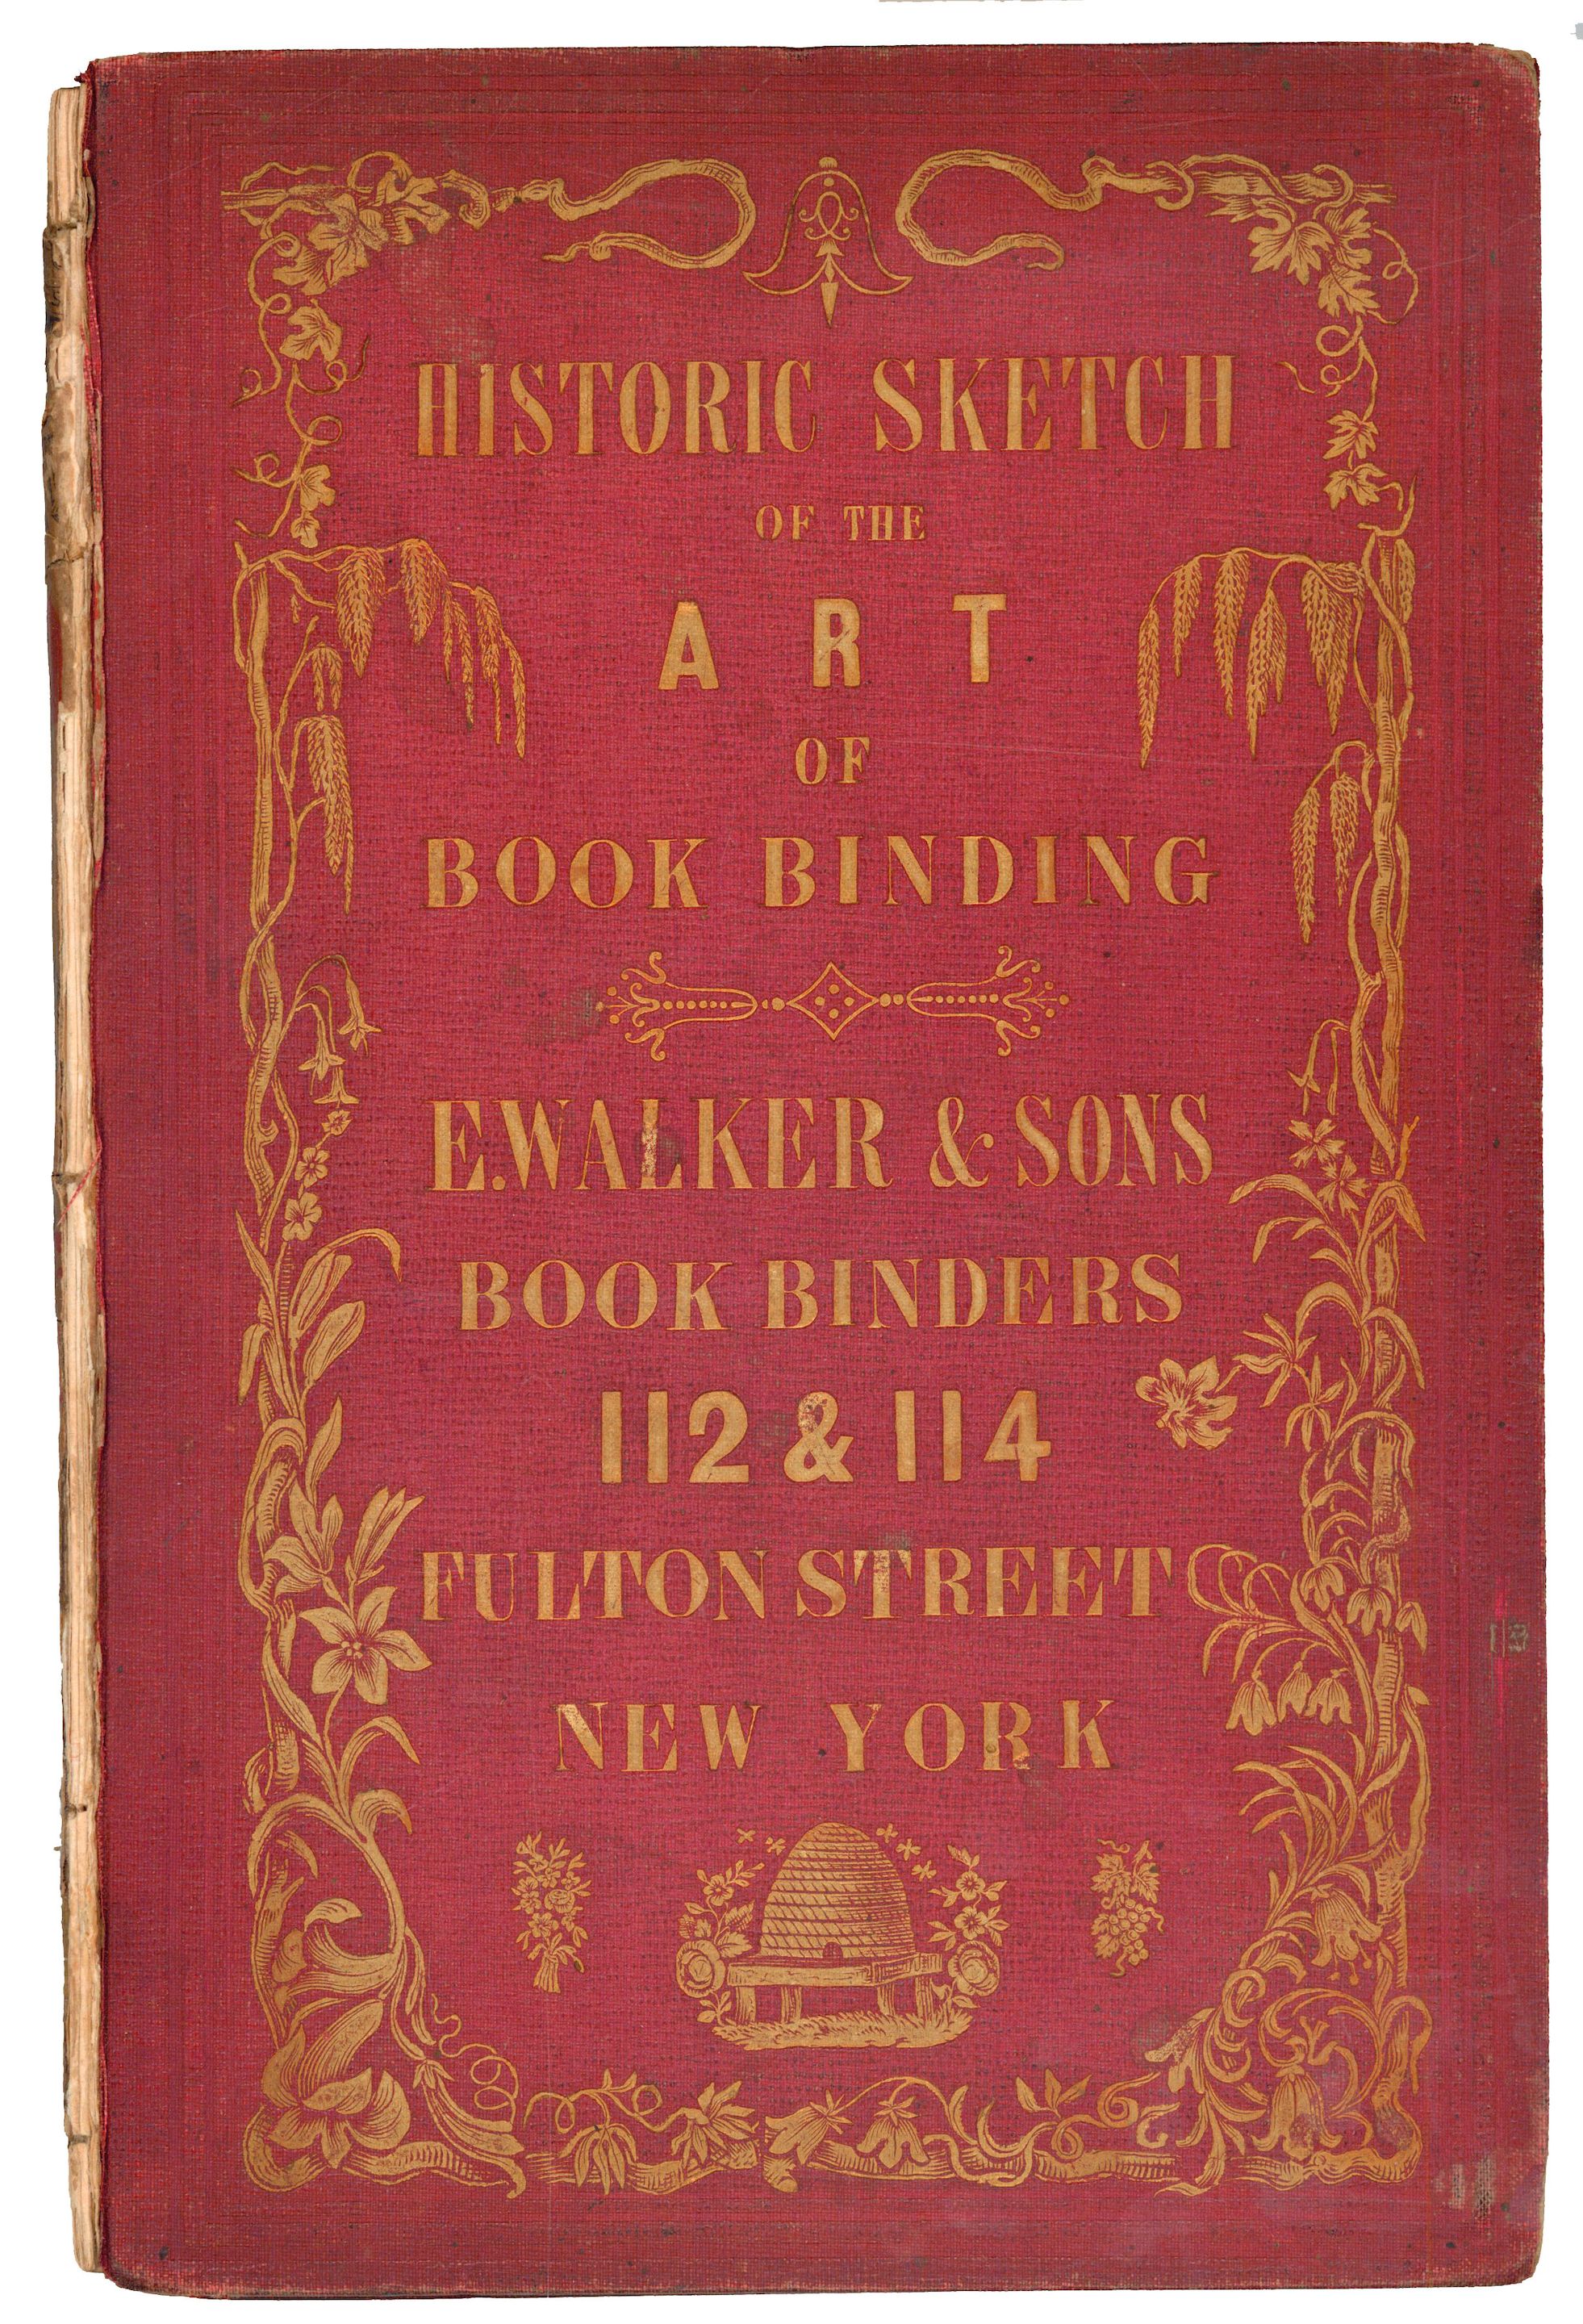 HISTORIC SKETCH
OF THE
ART
OF
BOOK BINDING
E. WALKER & SONS
BOOK BINDERS
112 & 114
FULTON STREET
NEW YORK